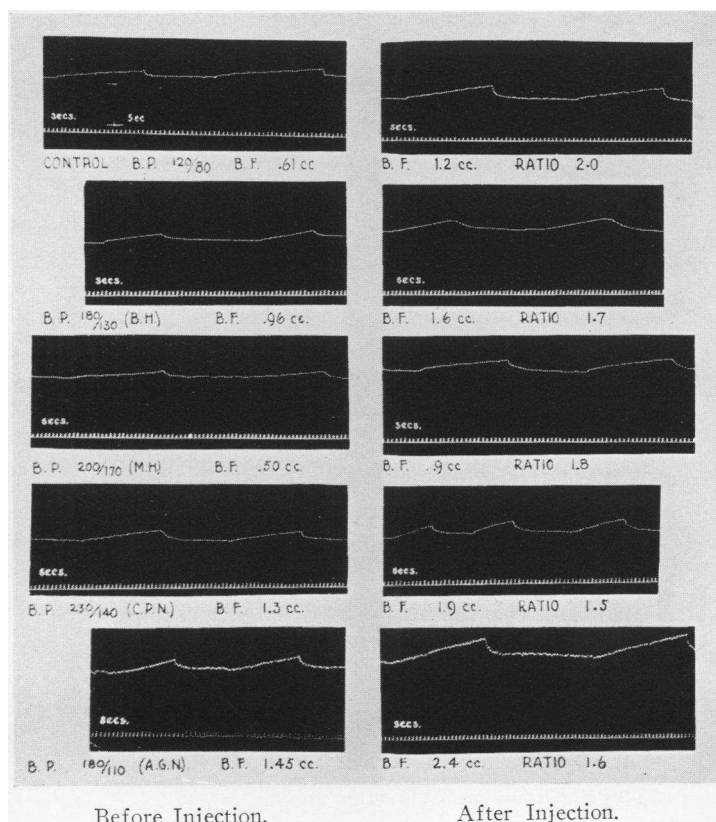 secs.
5ec
secs.
CONTROL B.P. 120/80 B.F. .61 cc
B.F. 1.2 cc. RATIO 2.0
secs.
secs.
B.P. 180/130 (B.H.) B.F. .96 cc.
B.F. 1.6 cc. RATIO 1.7
secs.
secs.
B.P. 200/170 (M.H.) B.F. .50 cc.
B.F. .9 cc RATIO 1.8
secs.
secs.
B.P. 230/140 (C.P.N.) B.F. 1.3 cc.
B.F. 1.9 cc. RATIO 1.5
secs.
secs.
B.P. 180/110 (A.G.N.) B.F. 1.45 cc.
B.F. 2.4 cc. RATIO 1.6
Before Injection.
After Injection.